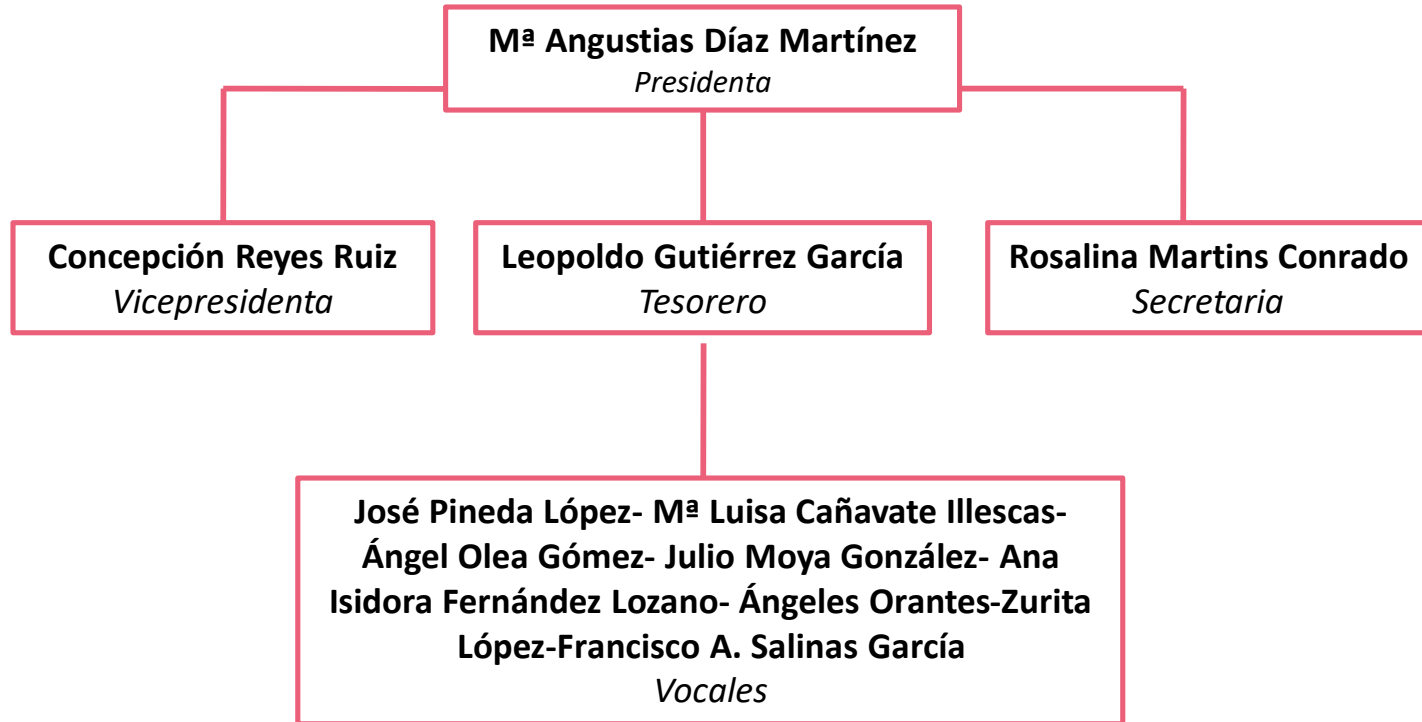 Mª Angustias Díaz Martínez
Presidenta
Concepción Reyes Ruiz
Vicepresidenta
Leopoldo Gutiérrez García
Tesorero
Rosalina Martins Conrado
Secretaria
José Pineda López- Mª Luisa Cañavate Illescas-
Ángel Olea Gómez- Julio Moya González- Ana
Isidora Fernández Lozano- Ángeles Orantes-Zurita
López-Francisco A. Salinas García
Vocales